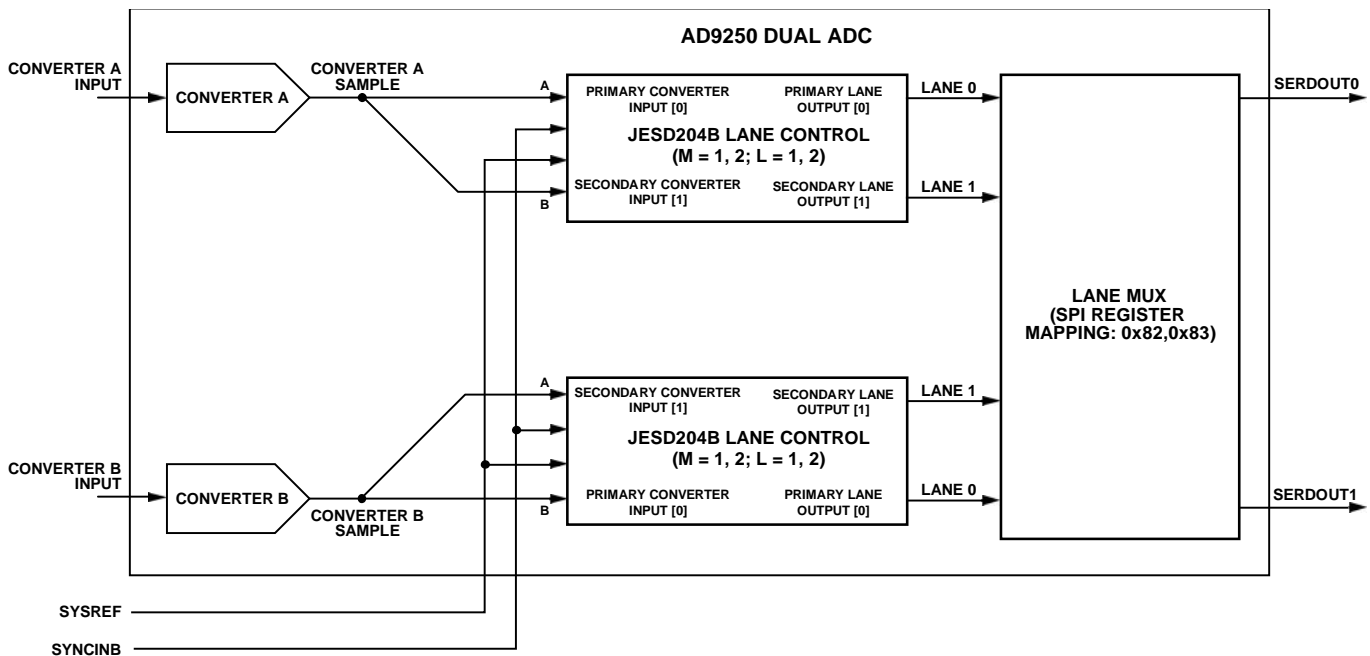 AD9250 DUAL ADC
CONVERTER A
INPUT
CONVERTER A
CONVERTER A
SAMPLE
A
B
PRIMARY CONVERTER
INPUT [0]
PRIMARY LANE
OUTPUT [0]
JESD204B LANE CONTROL
(M = 1, 2; L = 1, 2)
SECONDARY CONVERTER
INPUT [1]
SECONDARY LANE
OUTPUT [1]
LANE 0
LANE 1
SERDOUT0
LANE MUX
(SPI REGISTER
MAPPING: 0x82,0x83)
CONVERTER B
INPUT
CONVERTER B
CONVERTER B
SAMPLE
A
B
SECONDARY CONVERTER
INPUT [1]
SECONDARY LANE
OUTPUT [1]
JESD204B LANE CONTROL
(M = 1, 2; L = 1, 2)
PRIMARY CONVERTER
INPUT [0]
PRIMARY LANE
OUTPUT [0]
LANE 1
LANE 0
SERDOUT1
SYSREF
SYNCINB